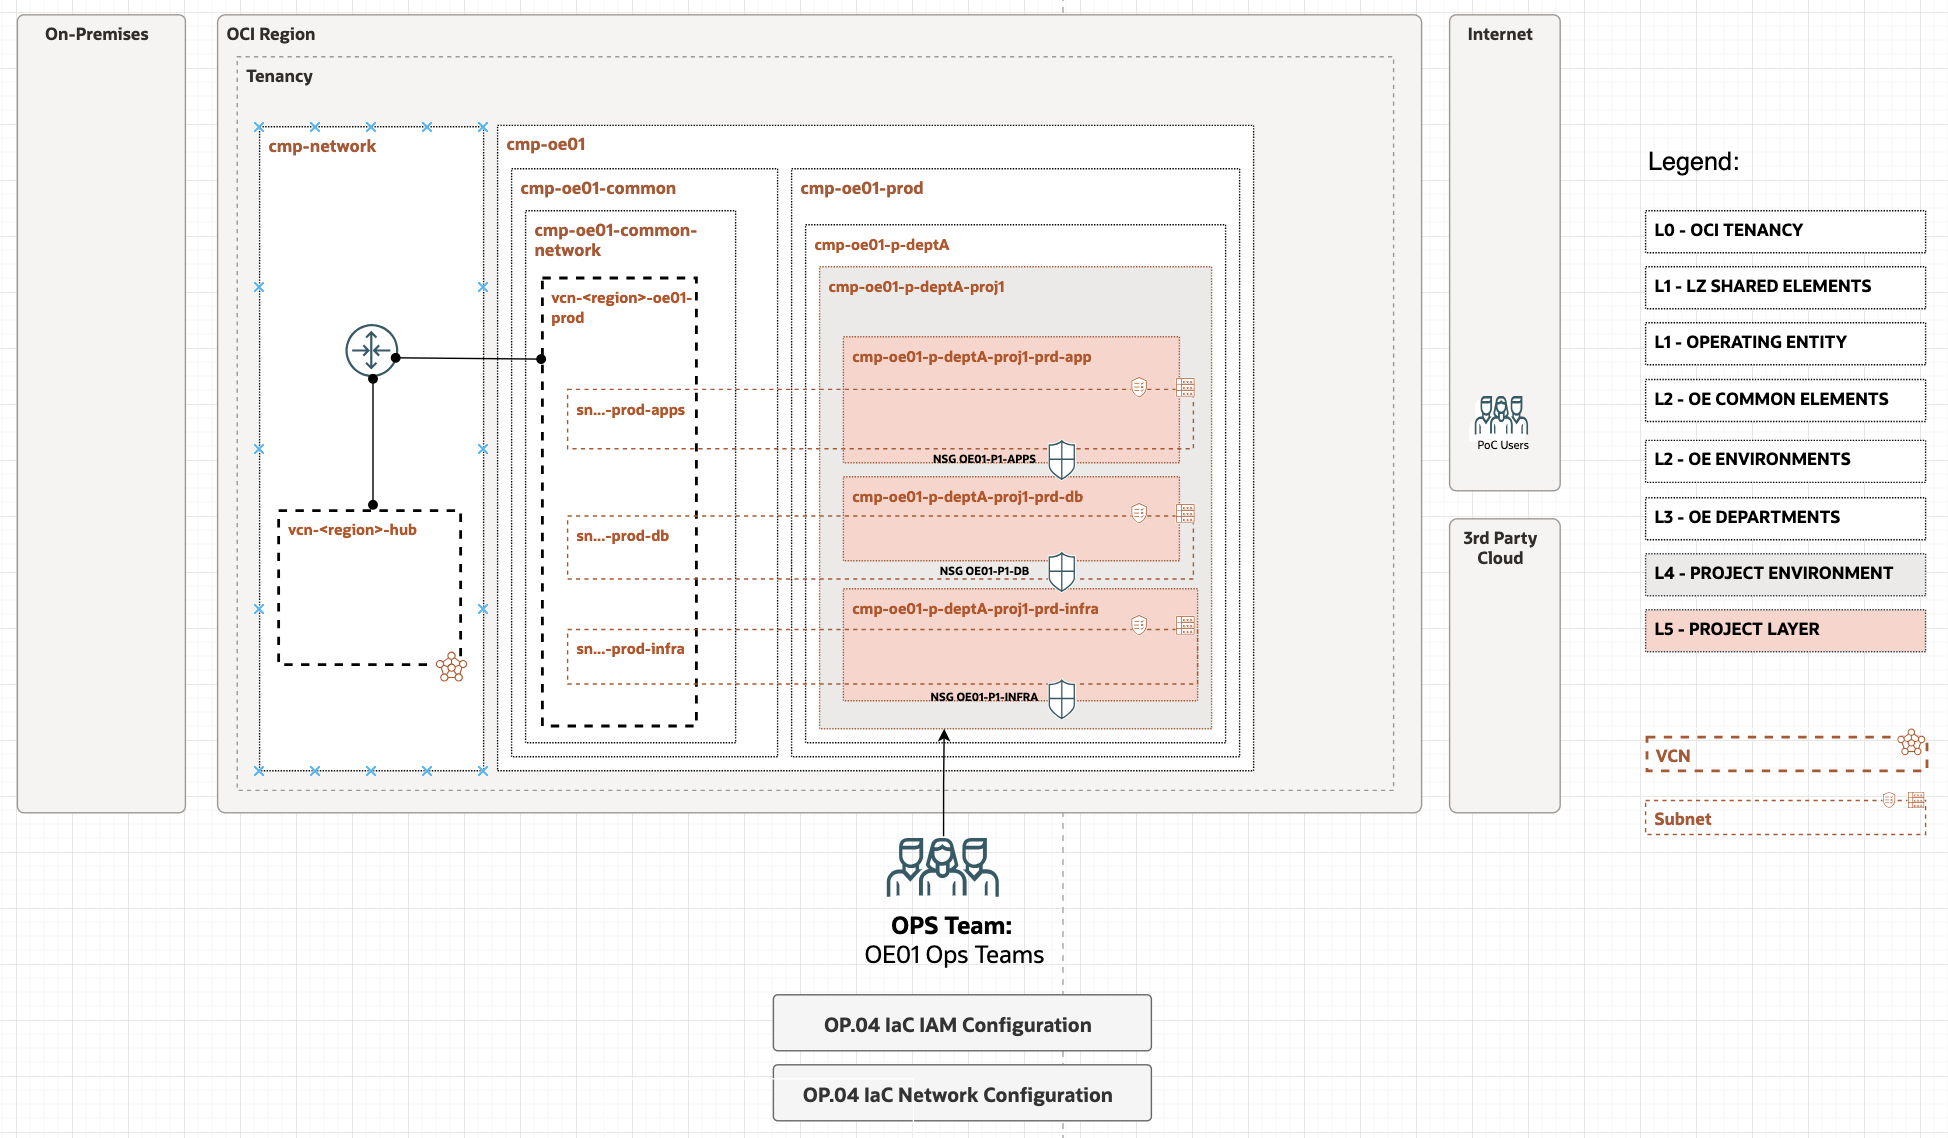 On-Premises
OCI Region
Tenancy
cmp-network
vcn-<region>-hub
cmp-oe01
cmp-oe01-common
cmp-oe01-common-
network
vcn-<region>-oe01-
prod
sn...-prod-apps
sn...-prod-db
sn...-prod-infra
cmp-oe01-prod
cmp-oe01-p-deptA
cmp-oe01-p-deptA-proj1
cmp-oe01-p-deptA-proj1-prd-app
NSG OE01-P1-APPS
cmp-oe01-p-deptA-proj1-prd-db
NSG OE01-P1-DB
cmp-oe01-p-deptA-proj1-prd-infra
NSG OE01-P1-INFRA
Internet
PoC Users
3rd Party
Cloud
Legend:
L0 - OCI TENANCY
L1 - LZ SHARED ELEMENTS
L1 - OPERATING ENTITY
L2 - OE COMMON ELEMENTS
L2 - OE ENVIRONMENTS
L3 - OE DEPARTMENTS
L4 - PROJECT ENVIRONMENT
L5 - PROJECT LAYER
VCN
Subnet
OPS Team:
OE01 Ops Teams
OP.04 IaC IAM Configuration
OP.04 IaC Network Configuration